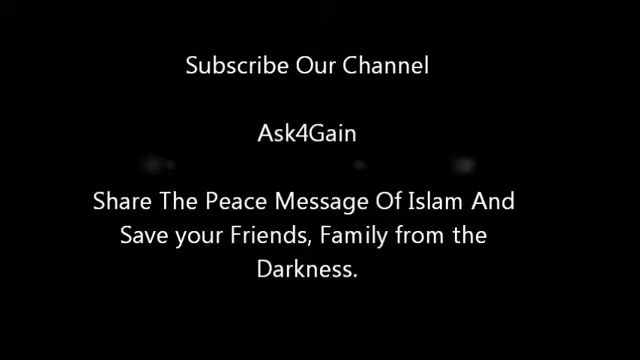 Subscribe Our Channel
Ask4Gain
Share The Peace Message Of Islam And
Save your Friends, Family from the
Darkness.